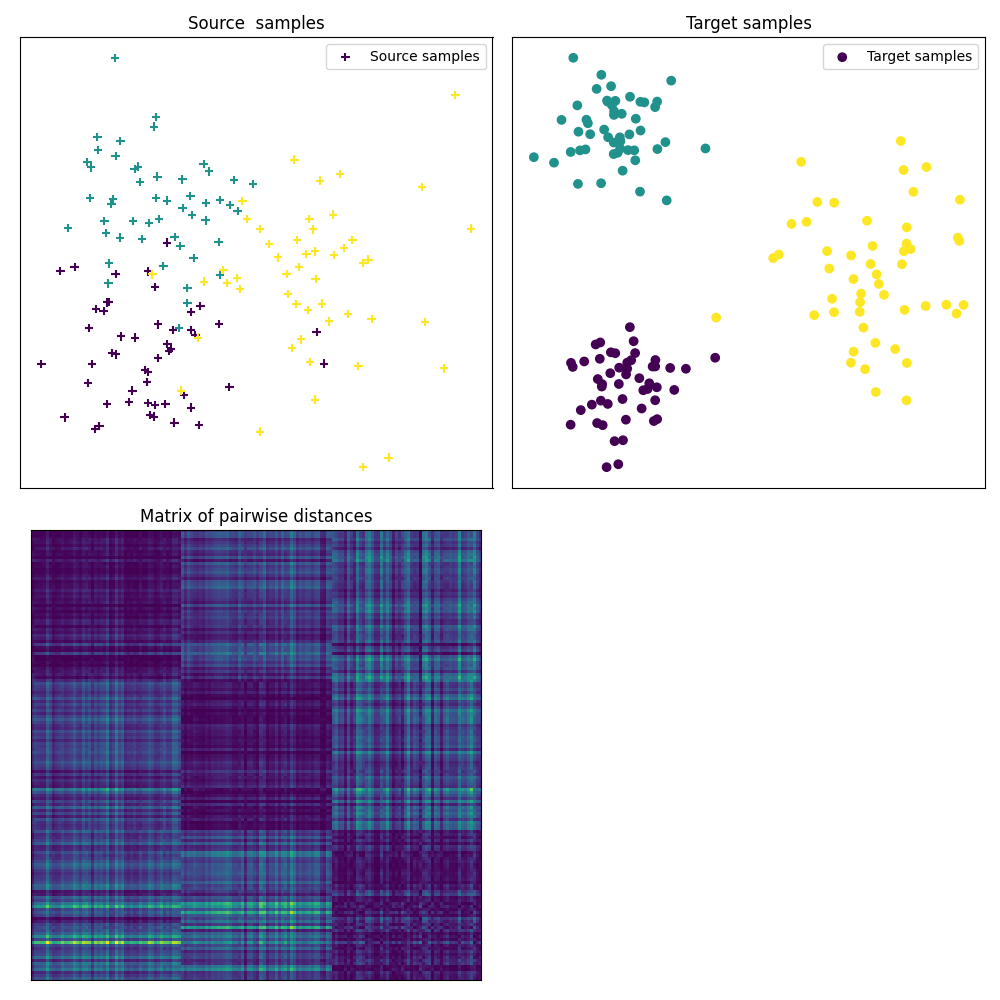 Source  samples
Target samples
Source samples
Target samples
Matrix of pairwise distances